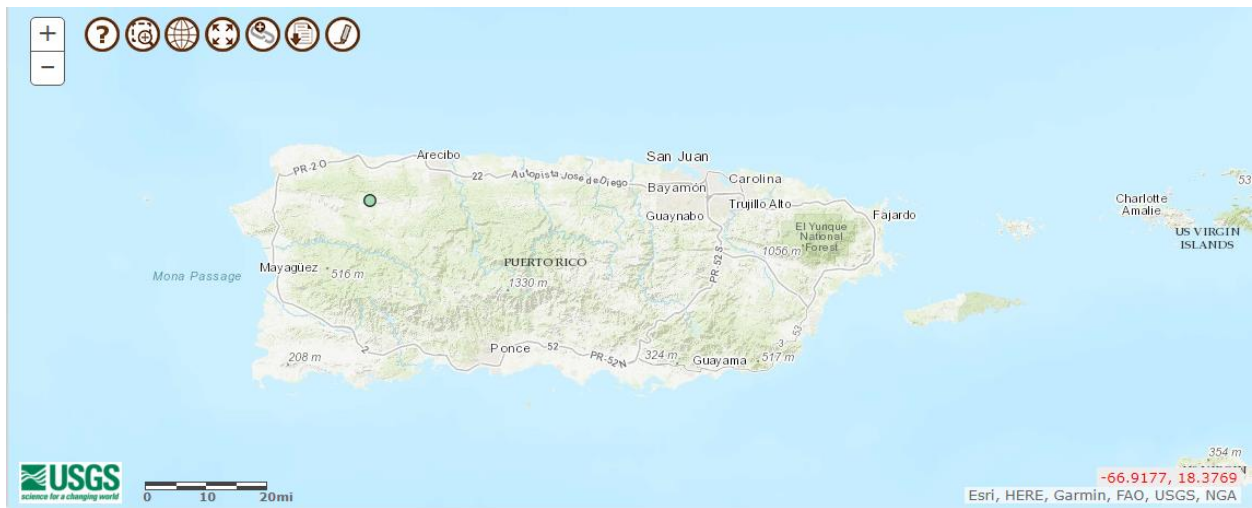 +
−
?
Arecibo
PR-2 O
San Juan
22
Autopista José de Diego
Bayamón
Carolina
Trujillo Alto
Guaynabo
Fajardo
El Yunque
National
Forest
1056 m
Charlotte
Amalie
US VIRGIN
ISLANDS
53
Mona Passage
Mayagüez
516 m
PUERTO RICO
1330 m
PR-52 S
53
3
208 m
2
Ponce
52
PR-52 N
324 m
Guayama
517 m
354 m
USGS
science for a changing world
0 10 20mi
-66.9177, 18.3769
Esri, HERE, Garmin, FAO, USGS, NGA